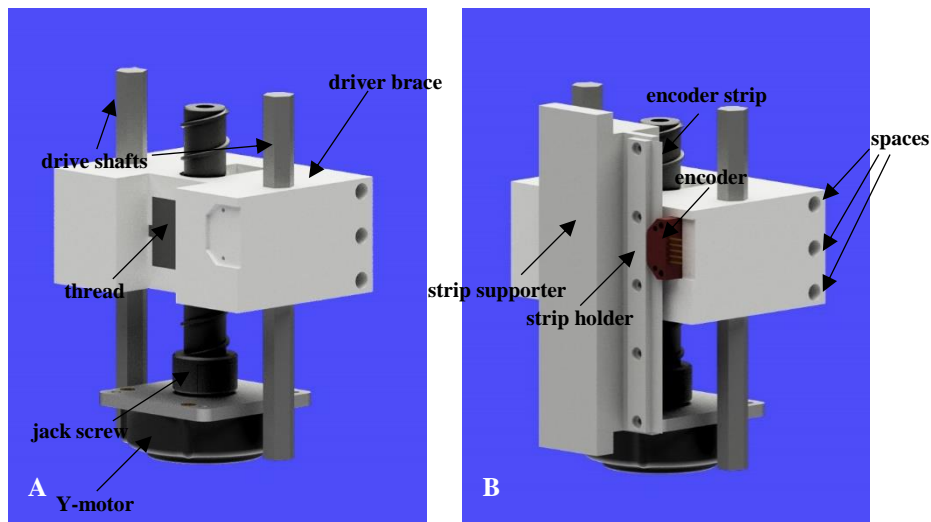 driver brace
drive shafts
thread
jack screw
Y-motor
A
encoder strip
spaces
encoder
strip supporter
strip holder
B